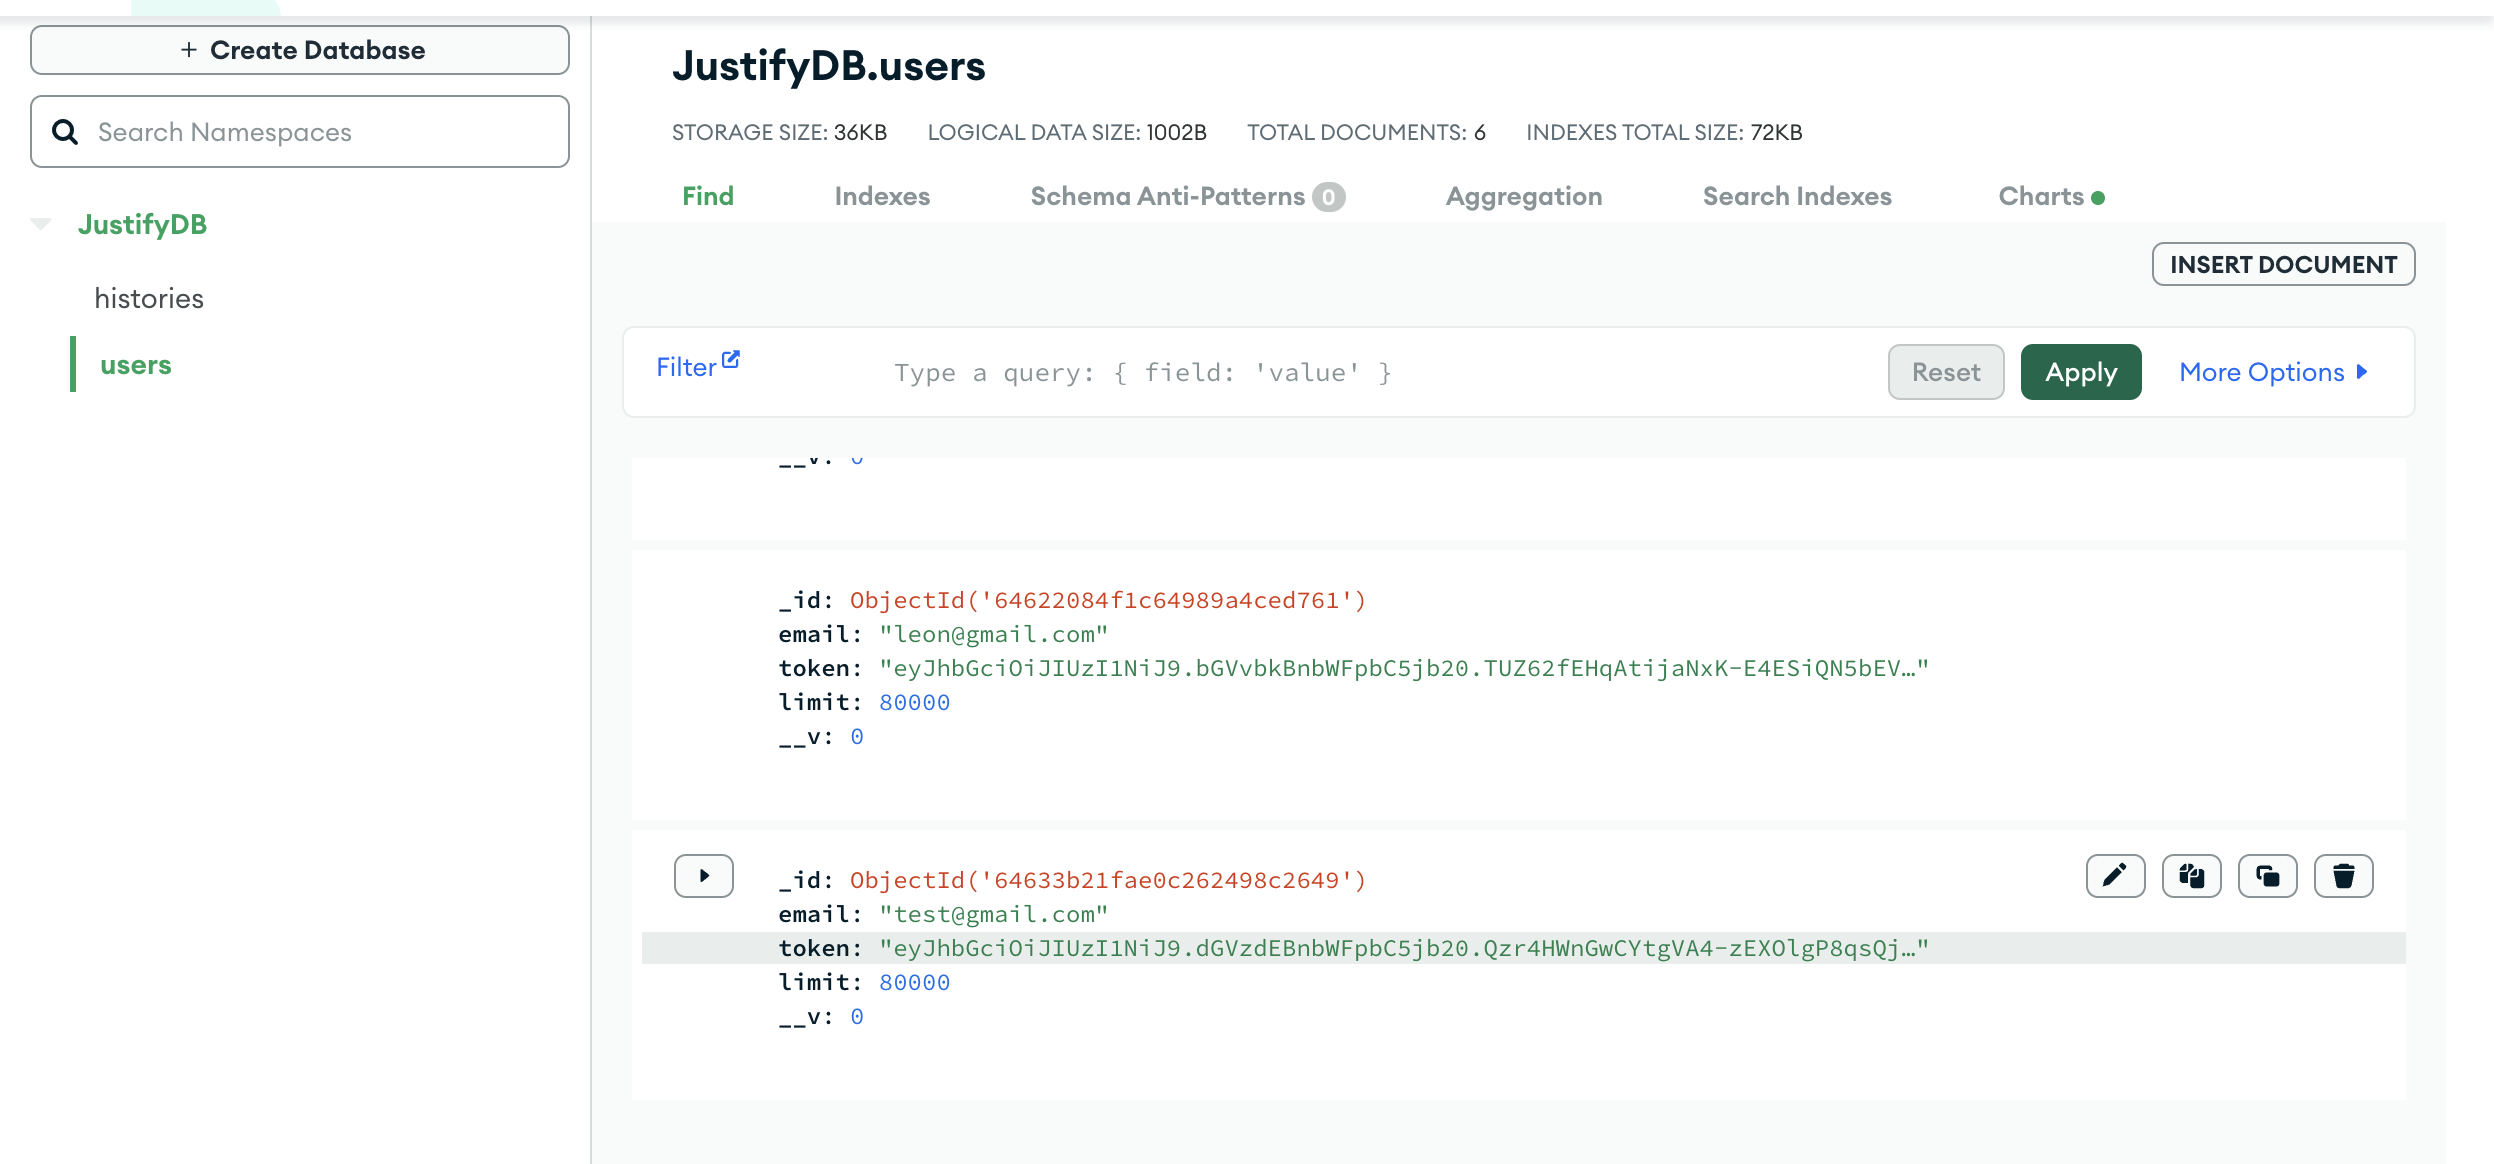 + Create Database
Search Namespaces
JustifyDB
histories
users
JustifyDB.users
STORAGE SIZE: 36KB LOGICAL DATA SIZE: 1002B TOTAL DOCUMENTS: 6 INDEXES TOTAL SIZE: 72KB
Find Indexes Schema Anti-Patterns 0 Aggregation Search Indexes Charts
INSERT DOCUMENT
Filter Type a query: { field: 'value' } Reset Apply More Options
__v: 0
_id: ObjectId('64622084f1c64989a4ced761')
email: "leon@gmail.com"
token: "eyJhbGciOiJIUzI1NiJ9.bGVvbkBnbWFpbC5jb20.TUZ62fEHqAtijaNxK-E4ESiQN5bEV…"
limit: 80000
__v: 0
_id: ObjectId('64633b21fae0c262498c2649')
email: "test@gmail.com"
token: "eyJhbGciOiJIUzI1NiJ9.dGVzdEBnbWFpbC5jb20.Qzr4HWnGwCYtgVA4-zEXOlgP8qsQj…"
limit: 80000
__v: 0